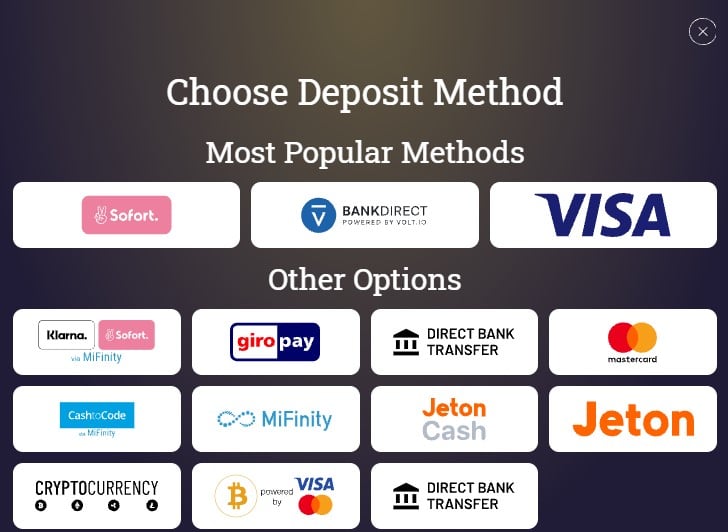 Choose Deposit Method
Most Popular Methods
Sofort.
BANKDIRECT
POWERED BY VOLT.IO
VISA
Other Options
Klarna. Sofort.
via MiFinity
giropay
DIRECT BANK
TRANSFER
mastercard
CashtoCode
via MiFinity
MiFinity
Jeton
Cash
Jeton
CRYPTOCURRENCY
powered
by
VISA
DIRECT BANK
TRANSFER